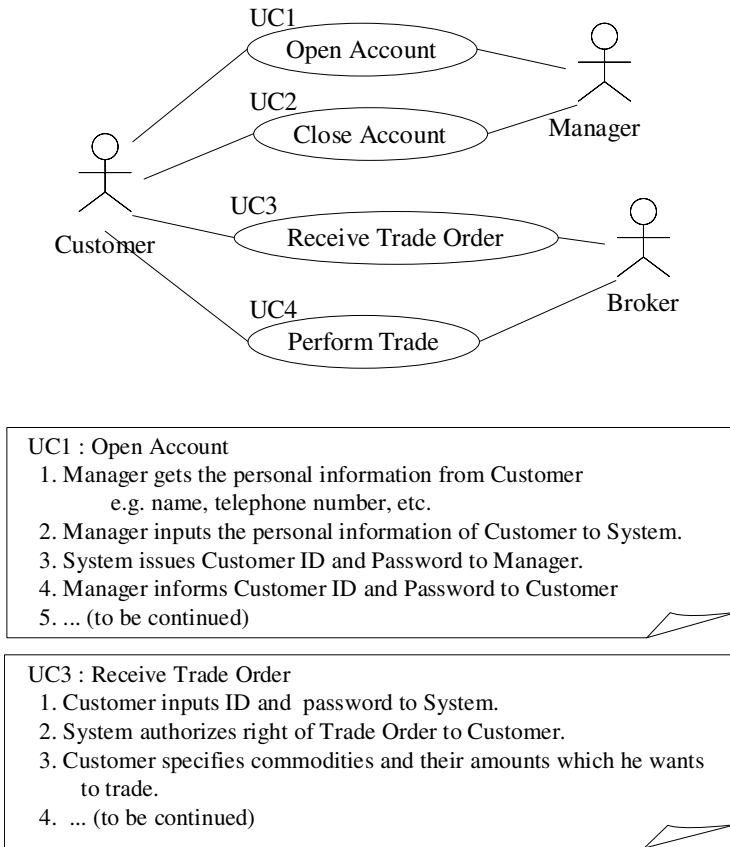 UC1
Open Account
UC2
Close Account
Manager
Customer
UC3
Receive Trade Order
Broker
UC4
Perform Trade
UC1 : Open Account
1. Manager gets the personal information from Customer
e.g. name, telephone number, etc.
2. Manager inputs the personal information of Customer to System.
3. System issues Customer ID and Password to Manager.
4. Manager informs Customer ID and Password to Customer
5. ... (to be continued)
UC3 : Receive Trade Order
1. Customer inputs ID and password to System.
2. System authorizes right of Trade Order to Customer.
3. Customer specifies commodities and their amounts which he wants
to trade.
4. ... (to be continued)